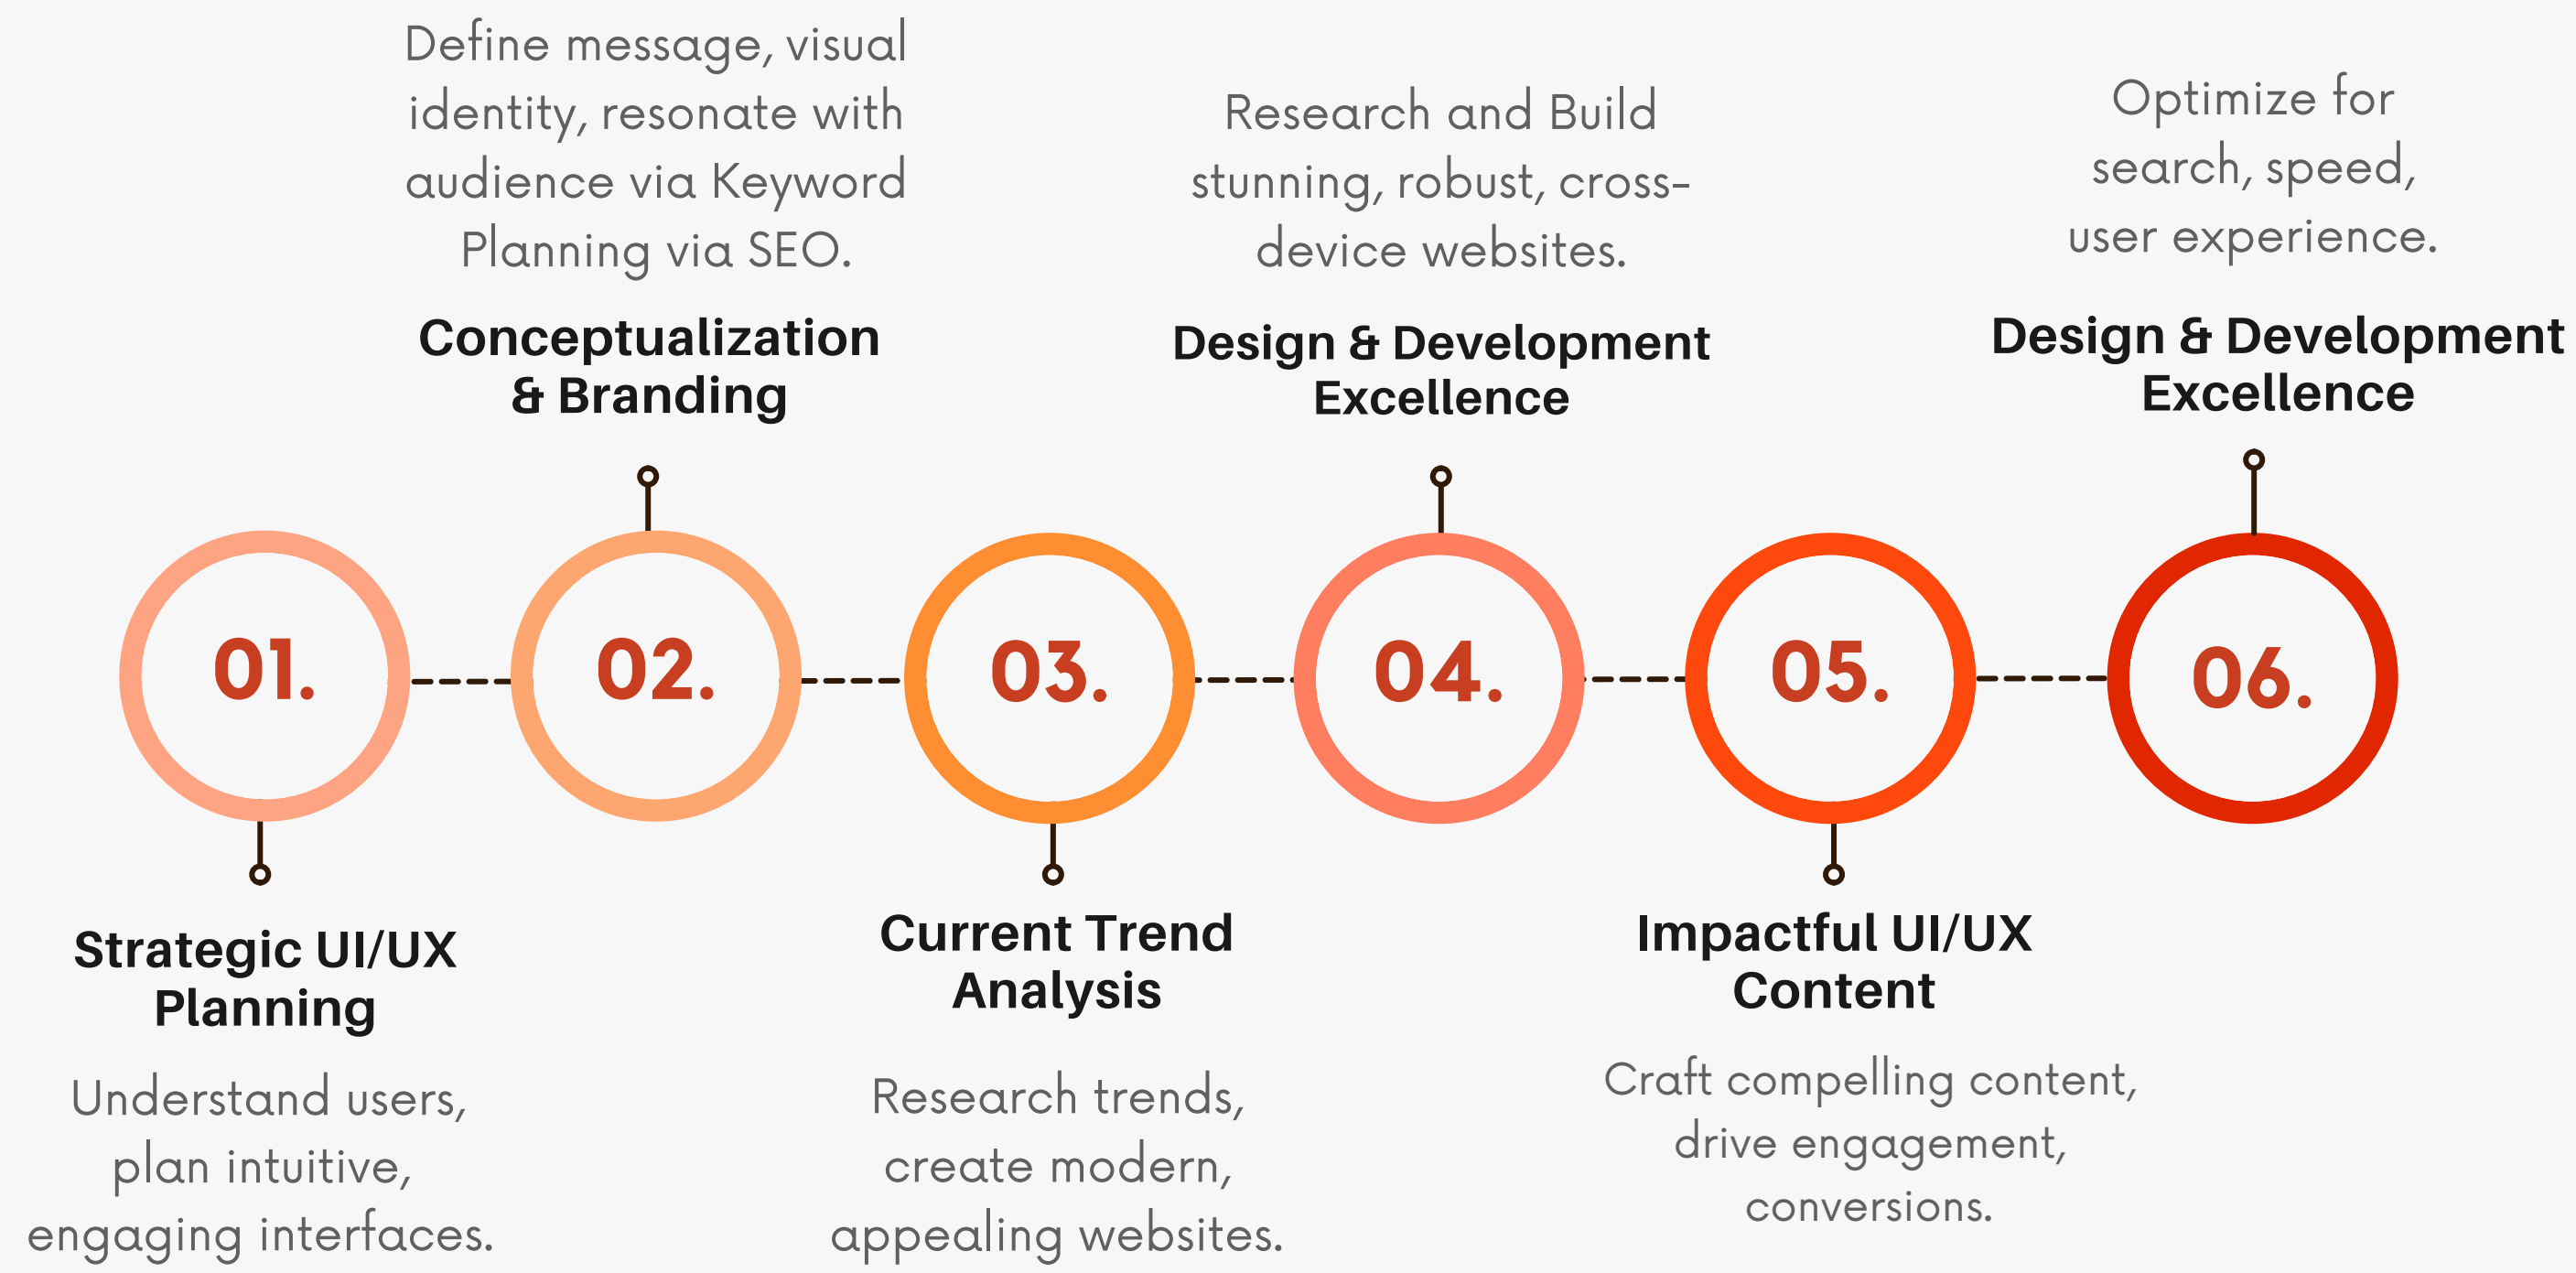 01.
Strategic UI/UX
Planning
Understand users,
plan intuitive,
engaging interfaces.
Define message, visual
identity, resonate with
audience via Keyword
Planning via SEO.
Conceptualization
& Branding
02.
03.
Current Trend
Analysis
Research trends,
create modern,
appealing websites.
Research and Build
stunning, robust, cross-
device websites.
Design & Development
Excellence
04.
05.
Impactful UI/UX
Content
Craft compelling content,
drive engagement,
conversions.
Optimize for
search, speed,
user experience.
Design & Development
Excellence
06.